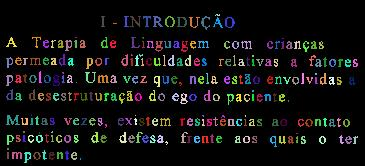 I - INTRODUÇÃO
A Terapia de Linguagem com crianças
permeada por dificuldades relativas a fatores
patologia. Uma vez que, nela estão envolvidas a
da desestruturação do ego do paciente.
Muitas vezes, existem resistências ao contato
psicóticos de defesa, frente aos quais o ter
impotente.